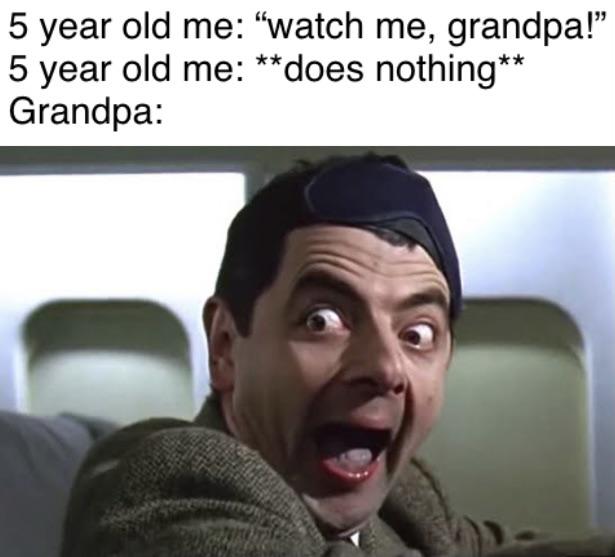 5 year old me: “watch me, grandpa!”
5 year old me: **does nothing**
Grandpa: